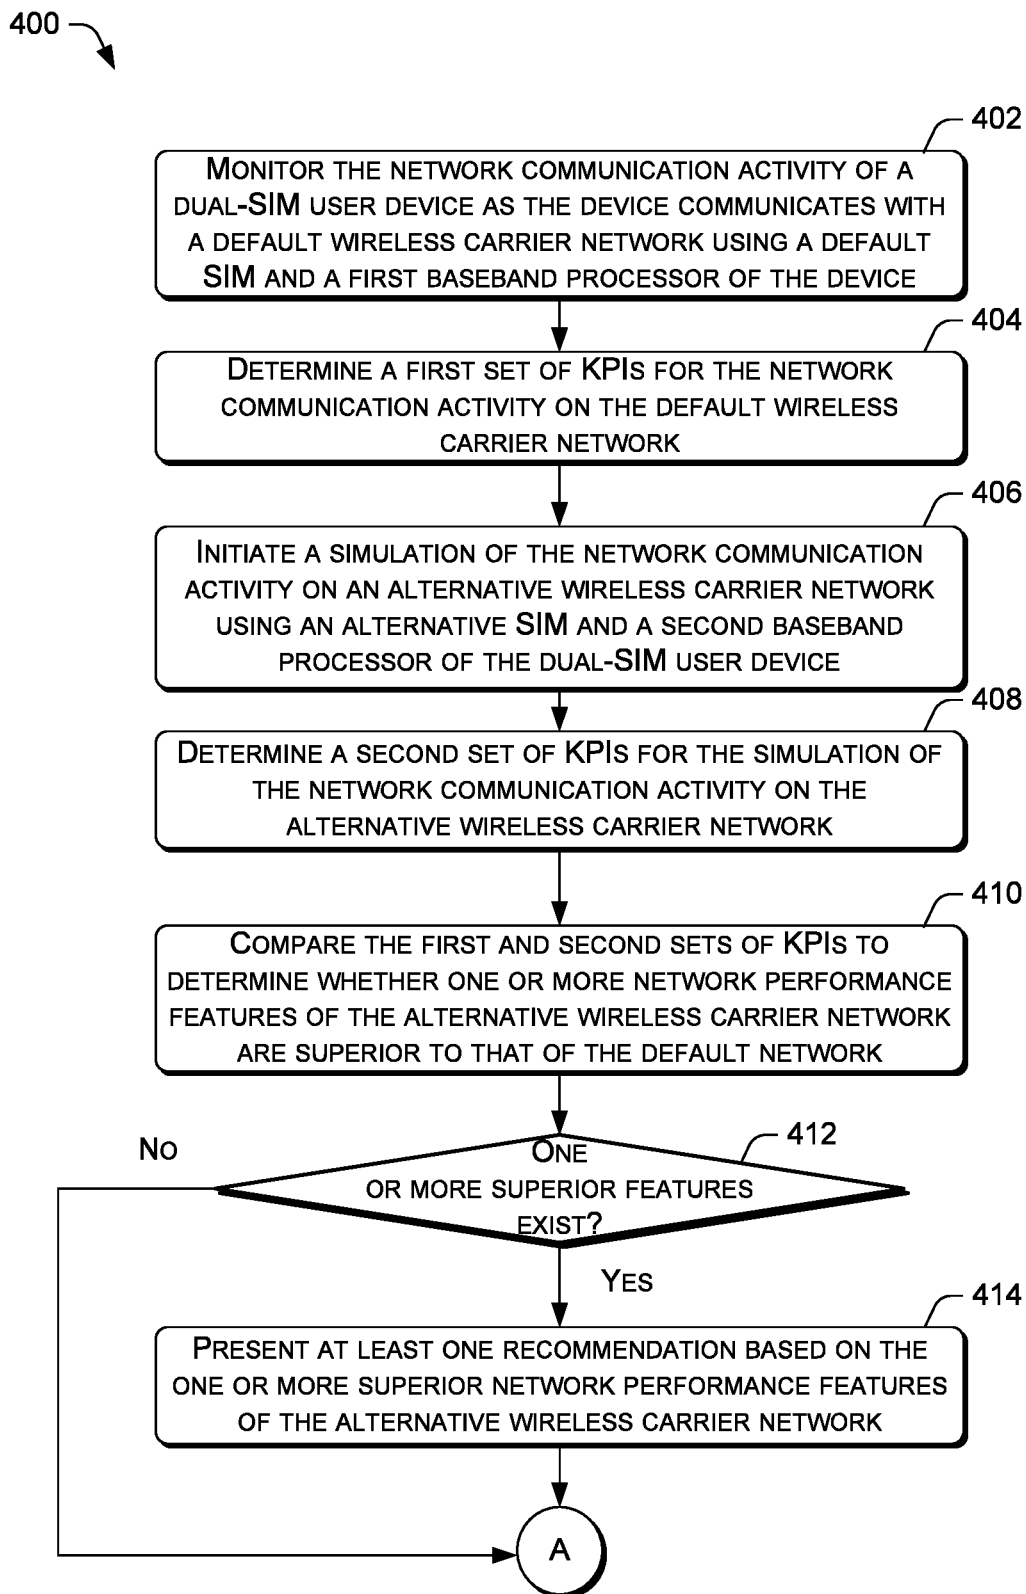 400
402
MONITOR THE NETWORK COMMUNICATION ACTIVITY OF A
DUAL-SIM USER DEVICE AS THE DEVICE COMMUNICATES WITH
A DEFAULT WIRELESS CARRIER NETWORK USING A DEFAULT
SIM AND A FIRST BASEBAND PROCESSOR OF THE DEVICE
404
DETERMINE A FIRST SET OF KPIS FOR THE NETWORK
COMMUNICATION ACTIVITY ON THE DEFAULT WIRELESS
CARRIER NETWORK
406
INITIATE A SIMULATION OF THE NETWORK COMMUNICATION
ACTIVITY ON AN ALTERNATIVE WIRELESS CARRIER NETWORK
USING AN ALTERNATIVE SIM AND A SECOND BASEBAND
PROCESSOR OF THE DUAL-SIM USER DEVICE
408
DETERMINE A SECOND SET OF KPIS FOR THE SIMULATION OF
THE NETWORK COMMUNICATION ACTIVITY ON THE
ALTERNATIVE WIRELESS CARRIER NETWORK
410
COMPARE THE FIRST AND SECOND SETS OF KPIS TO
DETERMINE WHETHER ONE OR MORE NETWORK PERFORMANCE
FEATURES OF THE ALTERNATIVE WIRELESS CARRIER NETWORK
ARE SUPERIOR TO THAT OF THE DEFAULT NETWORK
412
NO
ONE
OR MORE SUPERIOR FEATURES
EXIST?
YES
414
PRESENT AT LEAST ONE RECOMMENDATION BASED ON THE
ONE OR MORE SUPERIOR NETWORK PERFORMANCE FEATURES
OF THE ALTERNATIVE WIRELESS CARRIER NETWORK
A